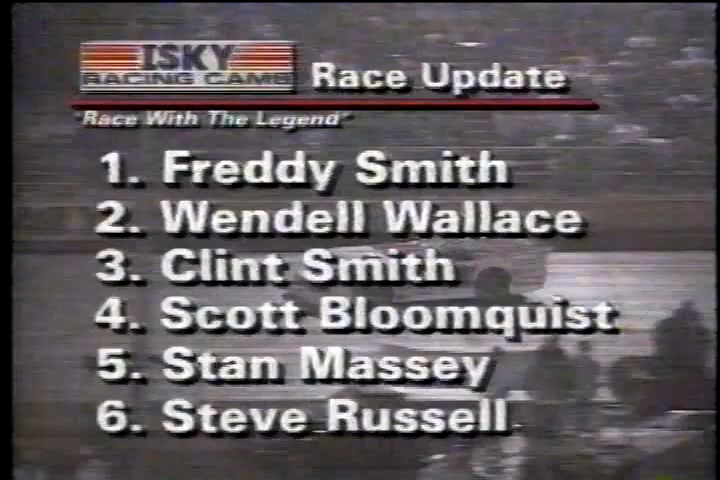 ISKY
RACING CAMS
Race Update
"Race With The Legend"
1. Freddy Smith
2. Wendell Wallace
3. Clint Smith
4. Scott Bloomquist
5. Stan Massey
6. Steve Russell